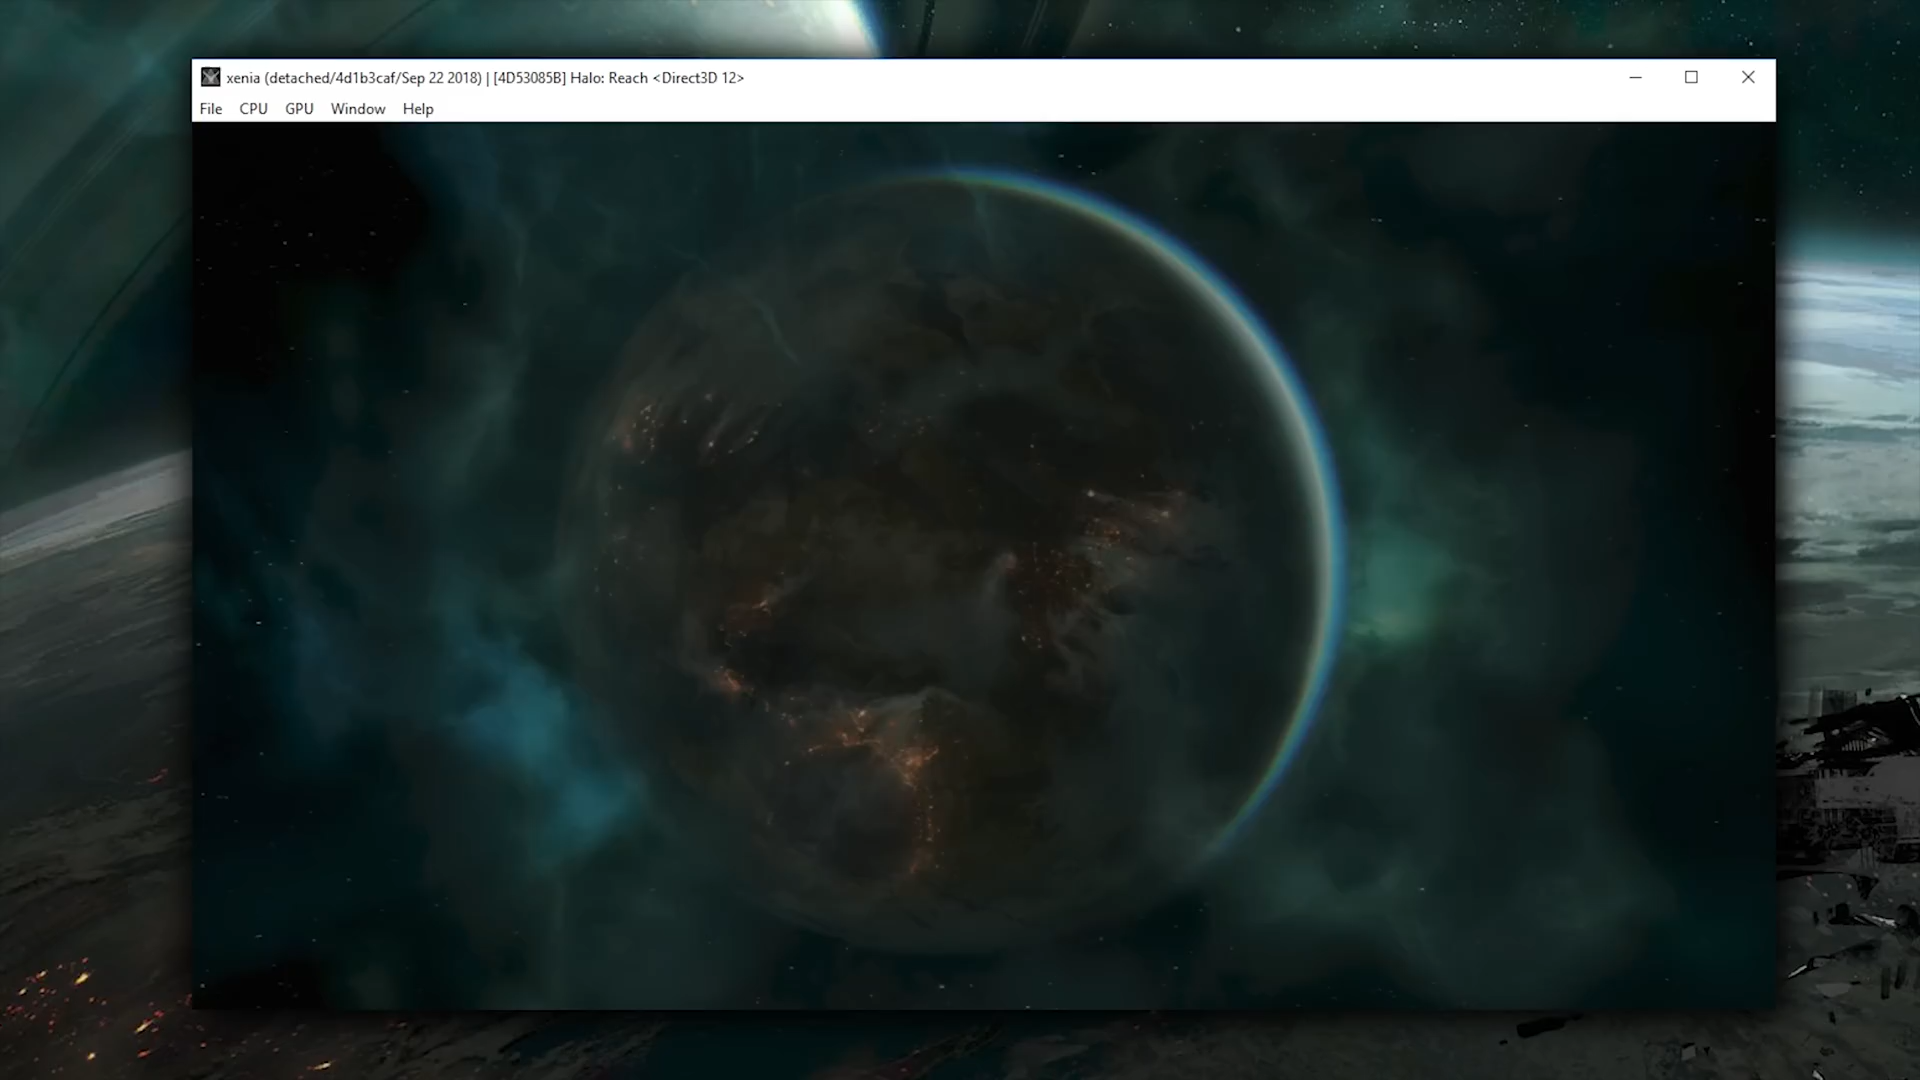 xenia (detached/4d1b3caf/Sep 22 2018) | [4D53085B] Halo: Reach <Direct3D 12>
File CPU GPU Window Help